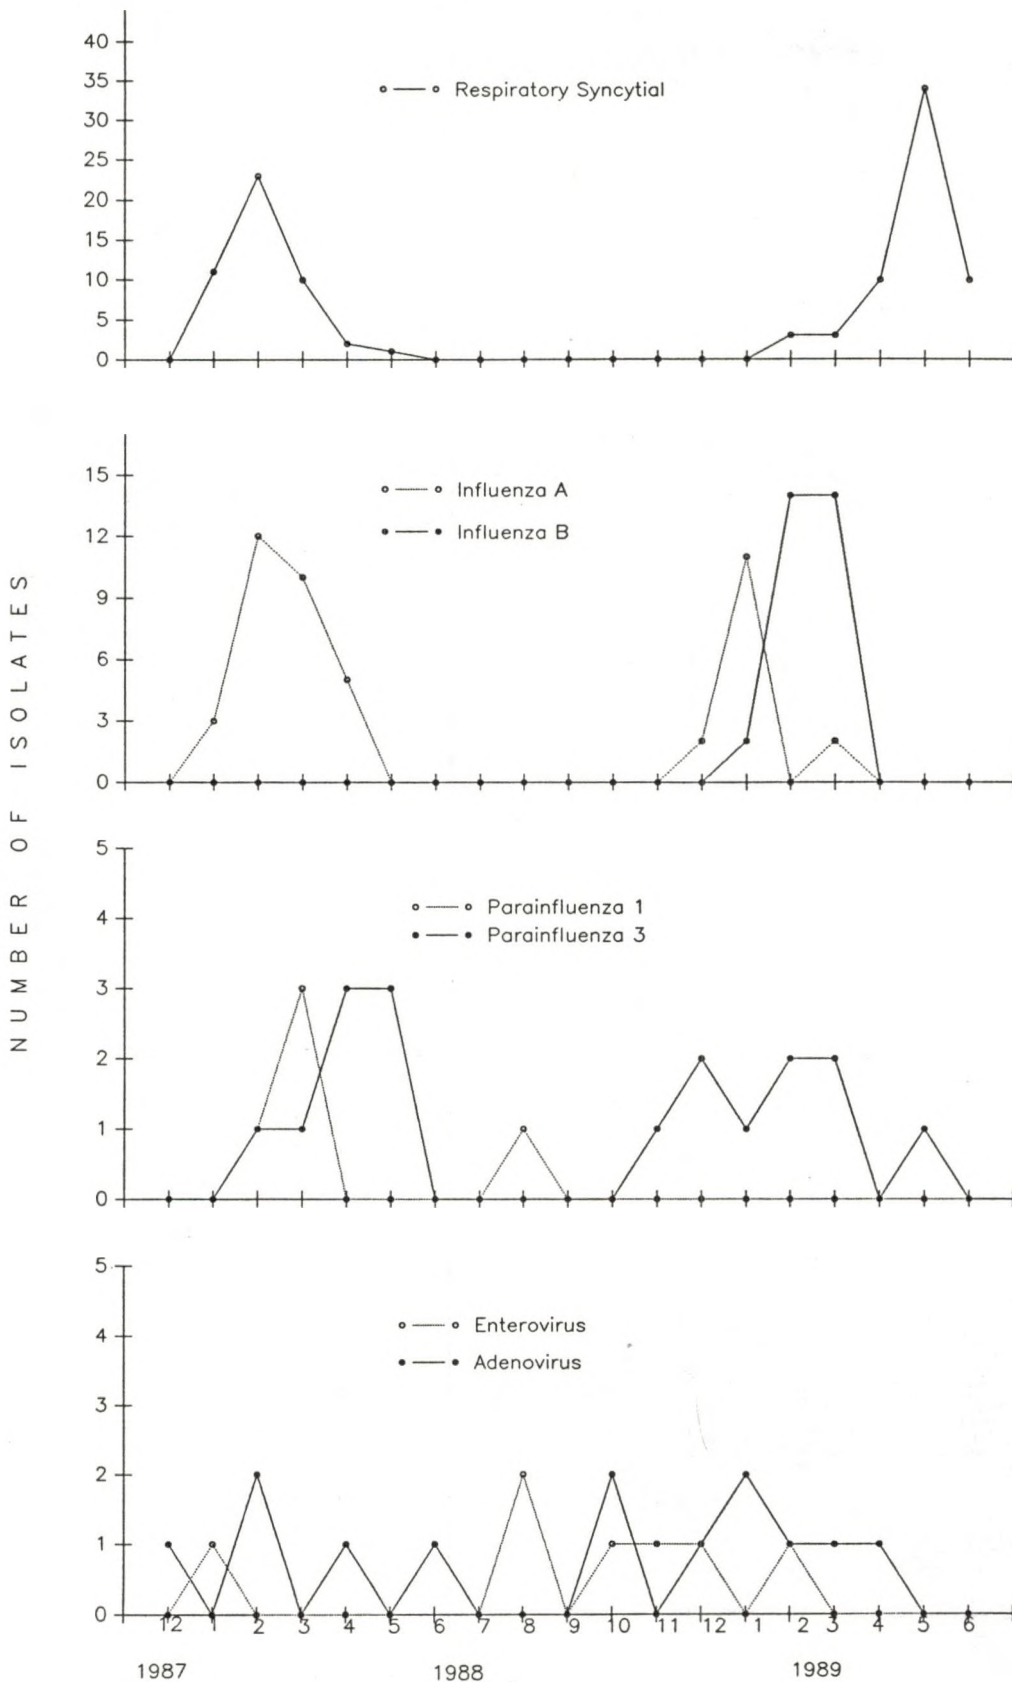 NUMBER OF ISOLATES
40
35
30
25
20
15
10
5
0
Respiratory Syncytial
15
12
9
6
3
0
Influenza A
Influenza B
5
4
3
2
1
0
Parainfluenza 1
Parainfluenza 3
5
4
3
2
1
0
Enterovirus
Adenovirus
12 1 2 3 4 5 6 7 8 9 10 11 12 1 2 3 4 5 6
1987 1988 1989